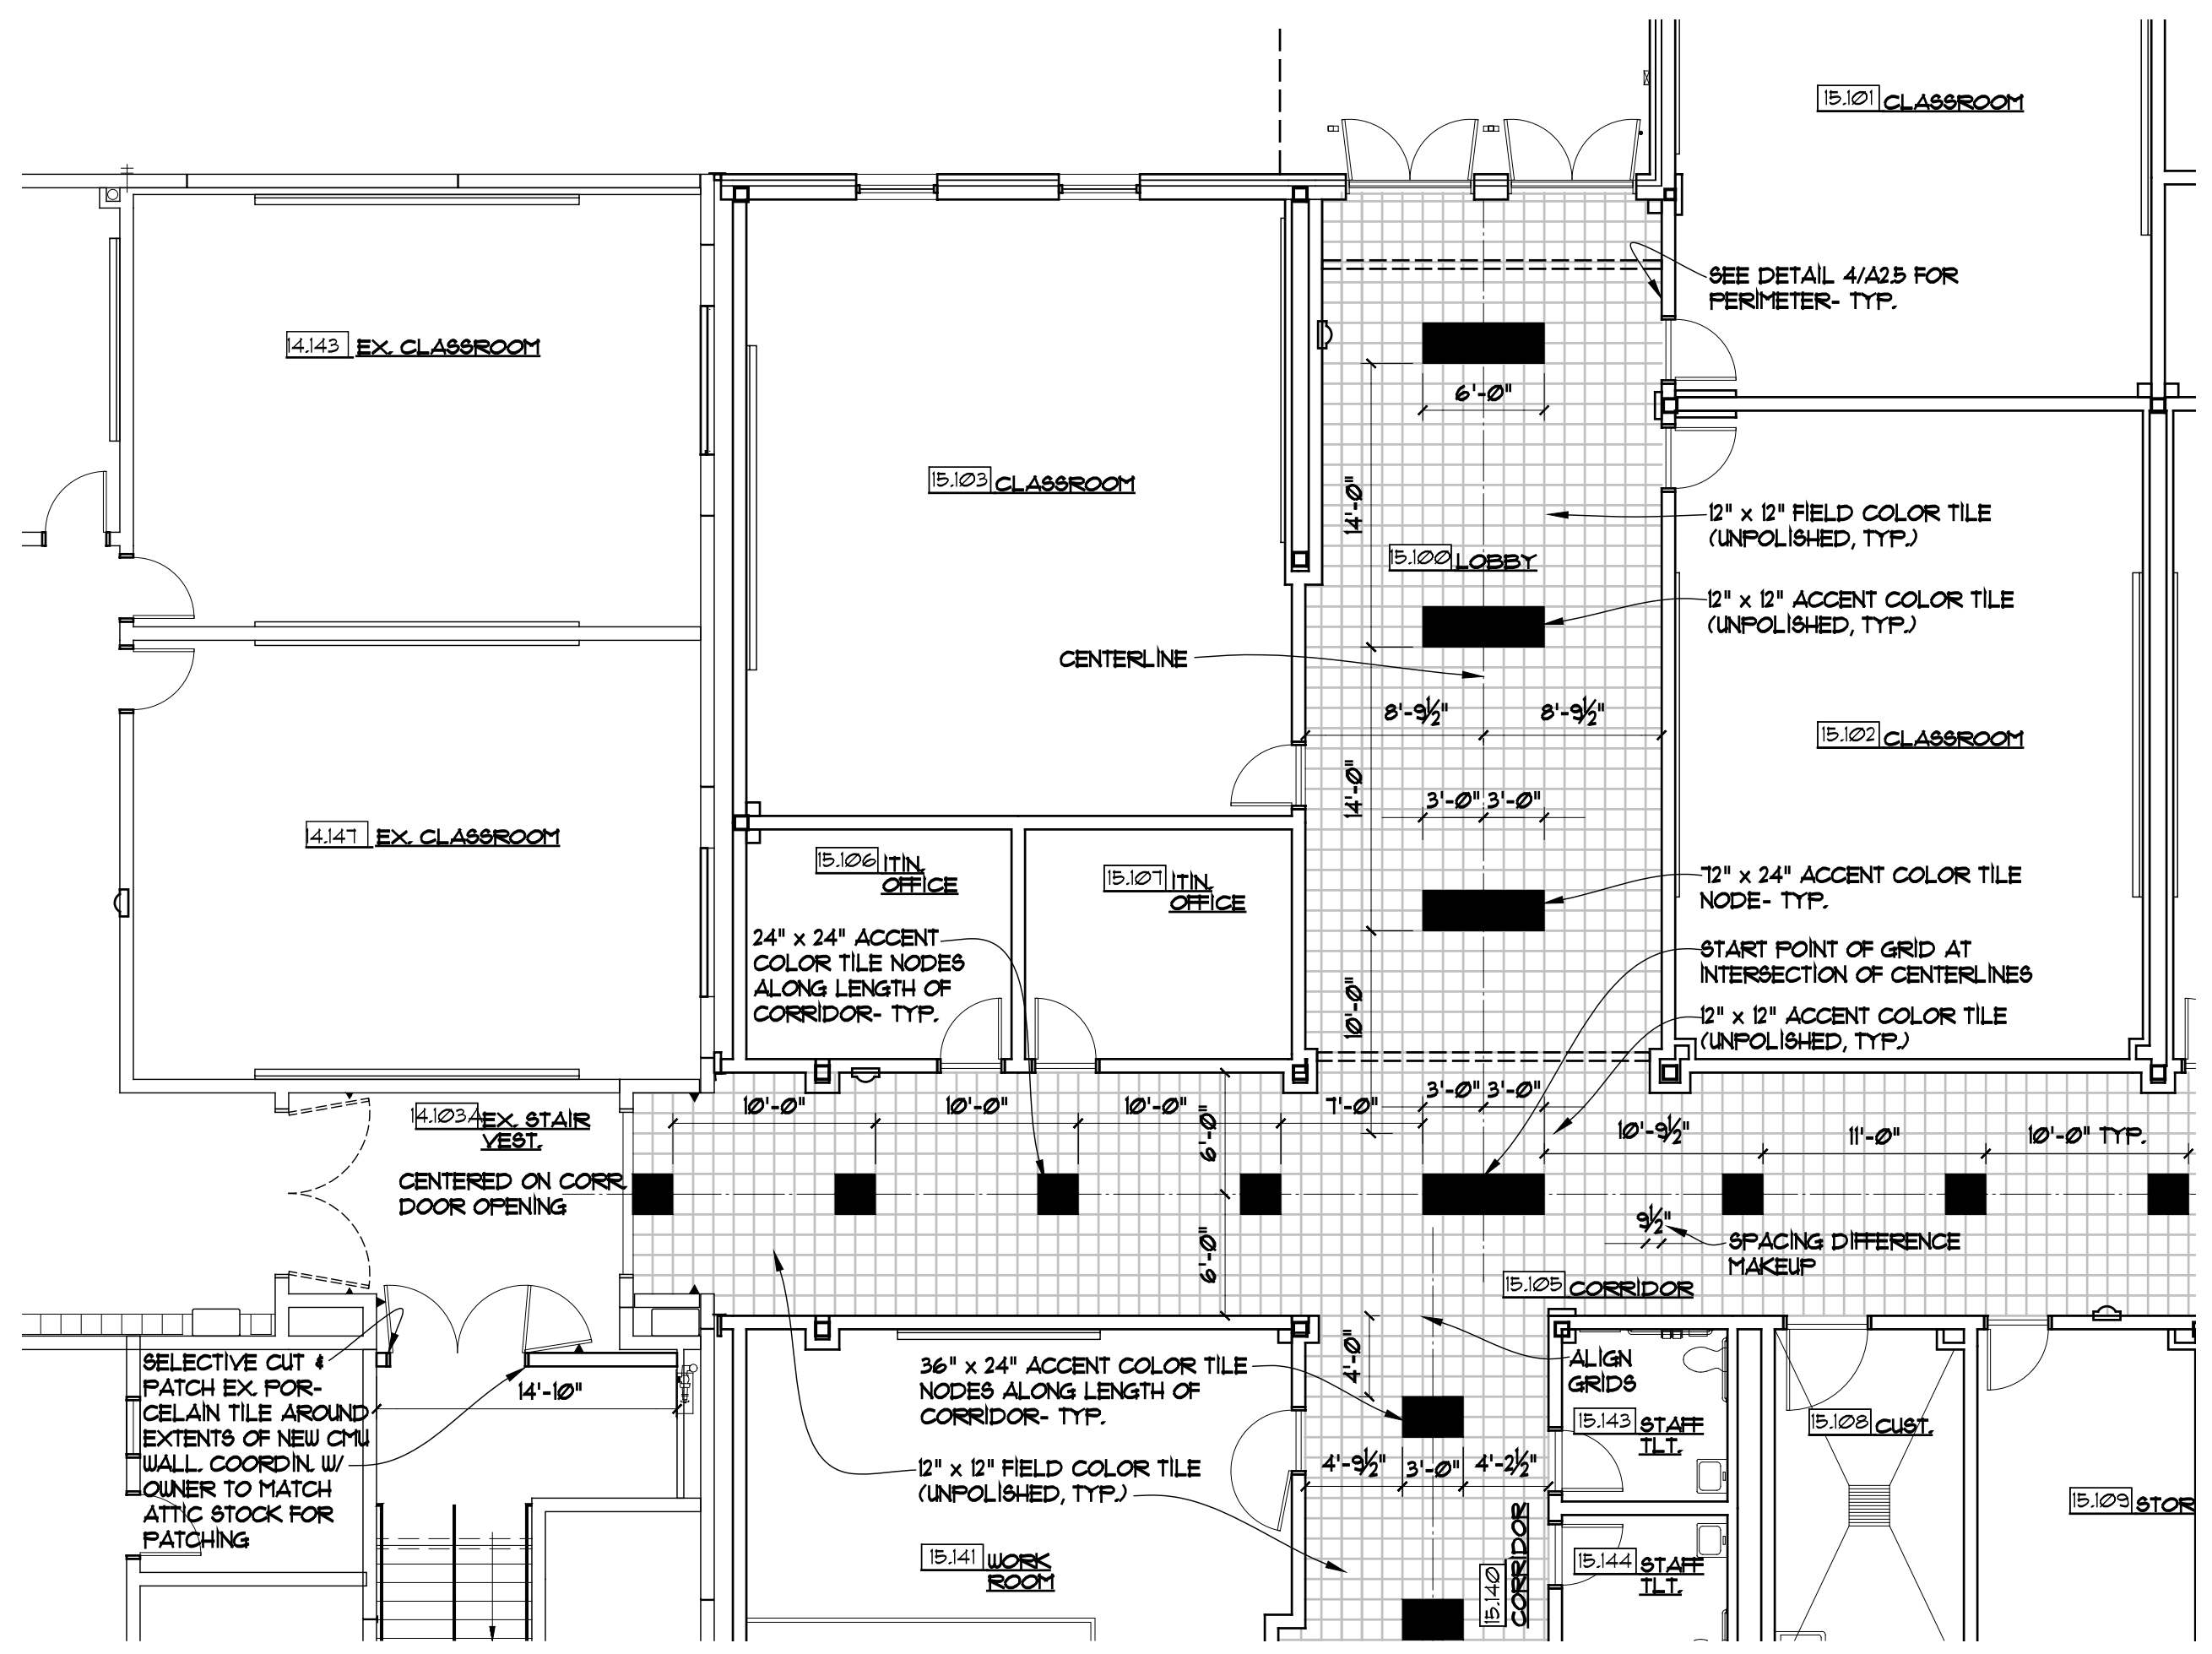 15.101 CLASSROOM
SEE DETAIL 4/A2.5 FOR
PERIMETER- TYP.
14.143 EX. CLASSROOM
6'-0"
15.103 CLASSROOM
14'-0"
12" x 12" FIELD COLOR TILE
(UNPOLISHED, TYP.)
15.100 LOBBY
12" x 12" ACCENT COLOR TILE
(UNPOLISHED, TYP.)
CENTERLINE
8'-9½" 8'-9½"
15.102 CLASSROOM
14'-0"
3'-0" 3'-0"
14.147 EX. CLASSROOM
15.106 ITIN.
OFFICE
15.107 ITIN.
OFFICE
72" x 24" ACCENT COLOR TILE
NODE- TYP.
24" x 24" ACCENT
COLOR TILE NODES
ALONG LENGTH OF
CORRIDOR- TYP.
START POINT OF GRID AT
INTERSECTION OF CENTERLINES
10'-0"
12" x 12" ACCENT COLOR TILE
(UNPOLISHED, TYP.)
14.103A EX. STAIR
VEST.
10'-0" 10'-0" 10'-0" 7'-0" 3'-0" 3'-0"
6'-0"
10'-9½" 11'-0" 10'-0" TYP.
CENTERED ON CORR.
DOOR OPENING
6'-0"
9½"
SPACING DIFFERENCE
MAKEUP
15.105 CORRIDOR
SELECTIVE CUT &
PATCH EX. POR-
CELAIN TILE AROUND
EXTENTS OF NEW CMU
WALL. COORDIN. W/
OWNER TO MATCH
ATTIC STOCK FOR
PATCHING
14'-10"
36" x 24" ACCENT COLOR TILE
NODES ALONG LENGTH OF
CORRIDOR- TYP.
4'-0"
ALIGN
GRIDS
15.143 STAFF
TLT.
15.108 CUST.
12" x 12" FIELD COLOR TILE
(UNPOLISHED, TYP.)
4'-9½" 3'-0" 4'-2½"
15.109 STOR
15.141 WORK
ROOM
15.140 CORRIDOR
15.144 STAFF
TLT.